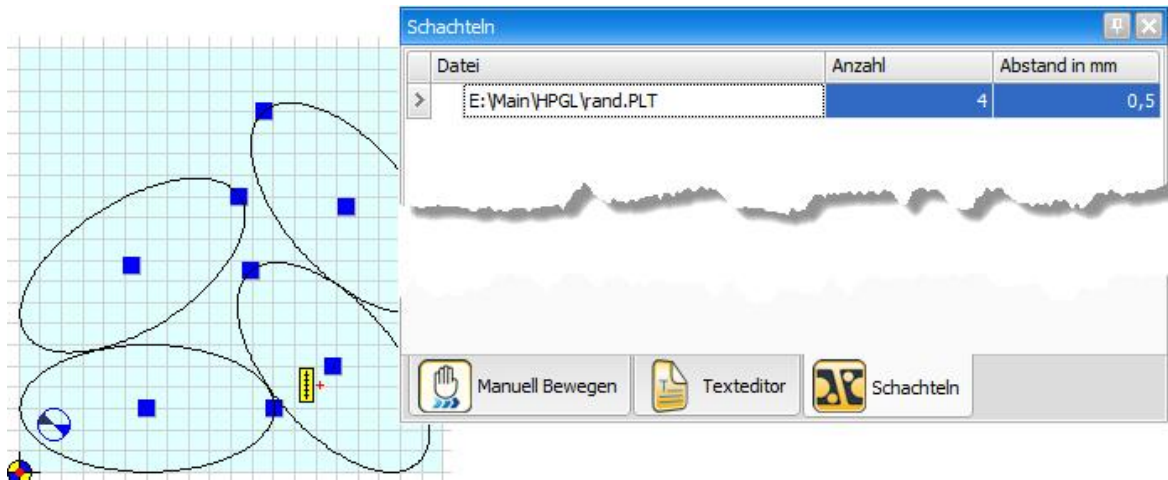 Schachteln
Datei Anzahl Abstand in mm
E:\Main\HPGL\rand.PLT 4 0,5
Manuell Bewegen Texteditor Schachteln